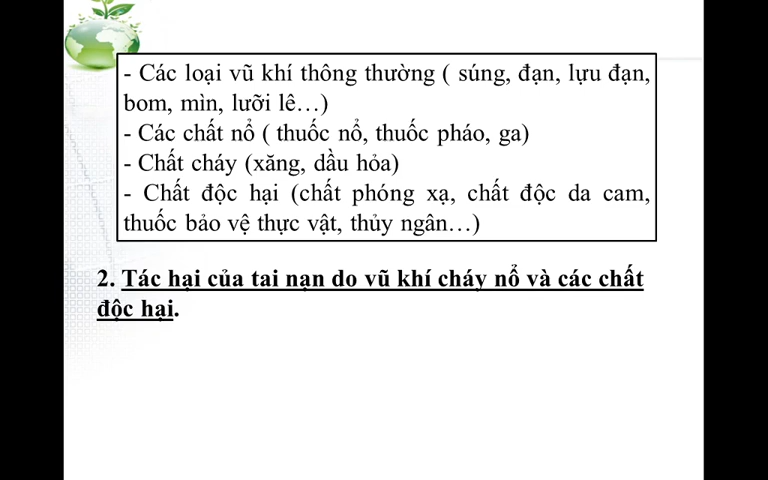 - Các loại vũ khí thông thường ( súng, đạn, lựu đạn,
bom, mìn, lưỡi lê…)
- Các chất nổ ( thuốc nổ, thuốc pháo, ga)
- Chất cháy (xăng, dầu hỏa)
- Chất độc hại (chất phóng xạ, chất độc da cam,
thuốc bảo vệ thực vật, thủy ngân…)
2. Tác hại của tai nạn do vũ khí cháy nổ và các chất
độc hại.